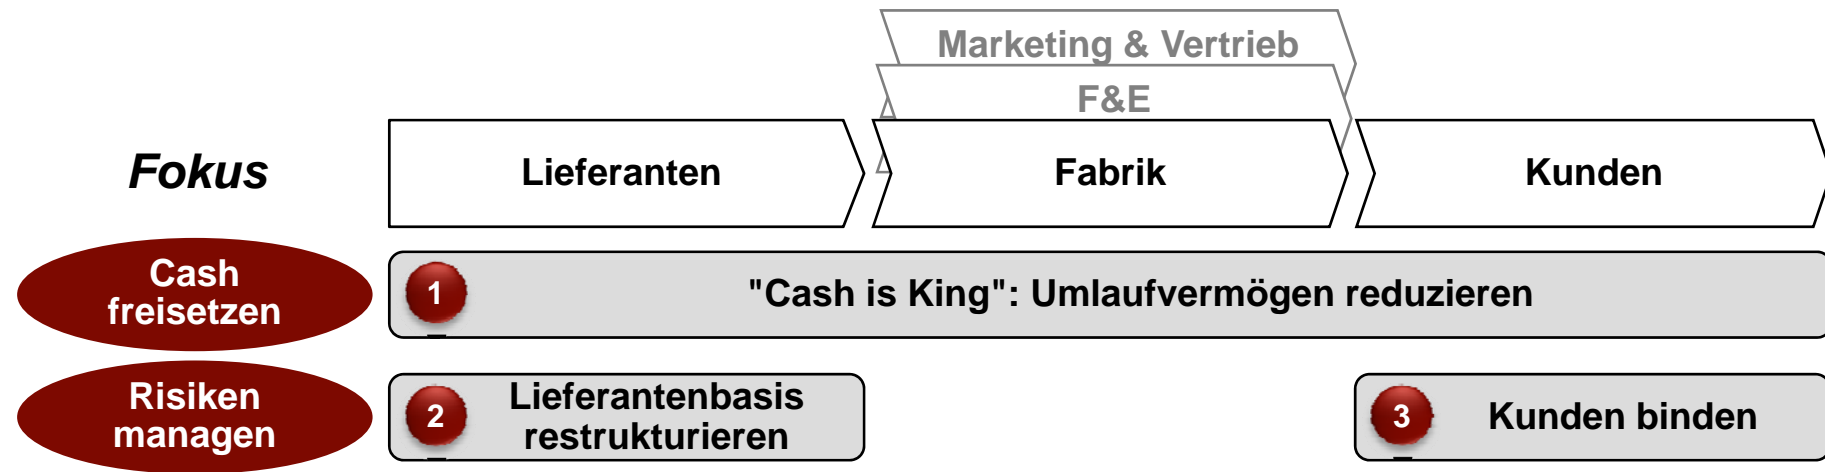 Marketing & Vertrieb
F&E
Fokus
Lieferanten
Fabrik
Kunden
Cash
freisetzen
1
"Cash is King": Umlaufvermögen reduzieren
Risiken
managen
2
Lieferantenbasis
restrukturieren
3
Kunden binden